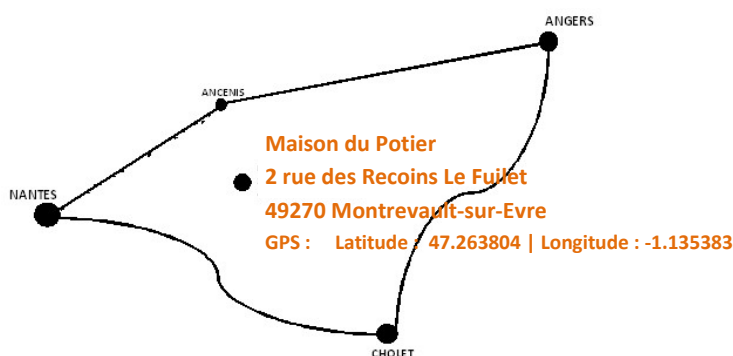 ANGERS
ANCENIS
Maison du Potier
2 rue des Recoins Le Fuilet
NANTES
49270 Montrevault-sur-Evre
GPS : Latitude : 47.263804 | Longitude : -1.135383
CHOLET